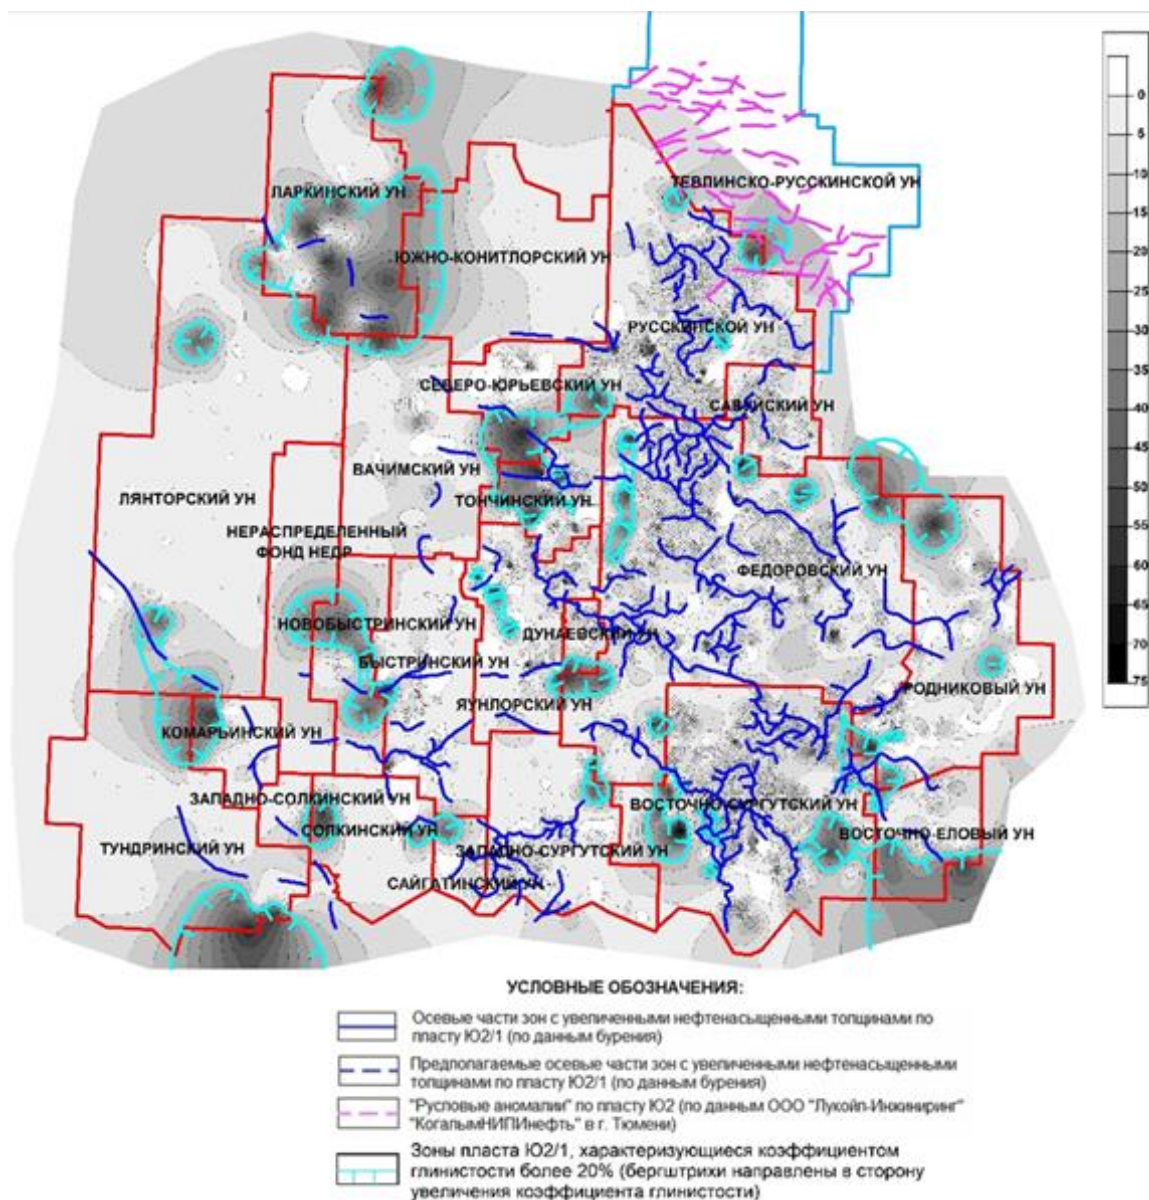 0
5
10
ТЕВЛИНСКО-РУССКИНСКОЙ УН
ЛАРКИНСКИЙ УН
15
20
ЮЖНО-КОНИТЛОРСКИЙ УН
25
РУССКИНСКОЙ УН
30
35
СЕВЕРО-ЮРЬЕВСКИЙ УН
САВУЙСКИЙ УН
40
45
ВАЧИМСКИЙ УН
ЛЯНТОРСКИЙ УН
ТОНЧИНСКИЙ УН
50
НЕРАСПРЕДЕЛЕННЫЙ
ФОНД НЕДР
55
ФЕДОРОВСКИЙ УН
60
65
НОВОБЫСТРИНСКИЙ УН
ДУНАЕВСКИЙ УН
70
БЫСТРИНСКИЙ УН
75
РОДНИКОВЫЙ УН
ЯУНЛОРСКИЙ УН
КОМАРЬИНСКИЙ УН
ЗАПАДНО-СОЛКИНСКИЙ УН
ВОСТОЧНО-СУРГУТСКИЙ УН
СОЛКИНСКИЙ УН
ВОСТОЧНО-ЕЛОВЫЙ УН
ТУНДРИНСКИЙ УН
ЗАПАДНО-СУРГУТСКИЙ УН
САЙГАТИНСКИЙ УН
УСЛОВНЫЕ ОБОЗНАЧЕНИЯ:
Осевые части зон с увеличенными нефтенасыщенными толщинами по
пласту Ю2/1 (по данным бурения)
Предполагаемые осевые части зон с увеличенными нефтенасыщенными
толщинами по пласту Ю2/1 (по данным бурения)
"Русловые аномалии" по пласту Ю2 (по данным ООО "Лукойл-Инжиниринг"
"КогалымНИПИнефть" в г. Тюмени)
Зоны пласта Ю2/1, характеризующиеся коэффициентом
глинистости более 20% (бергштрихи направлены в сторону
увеличения коэффициента глинистости)